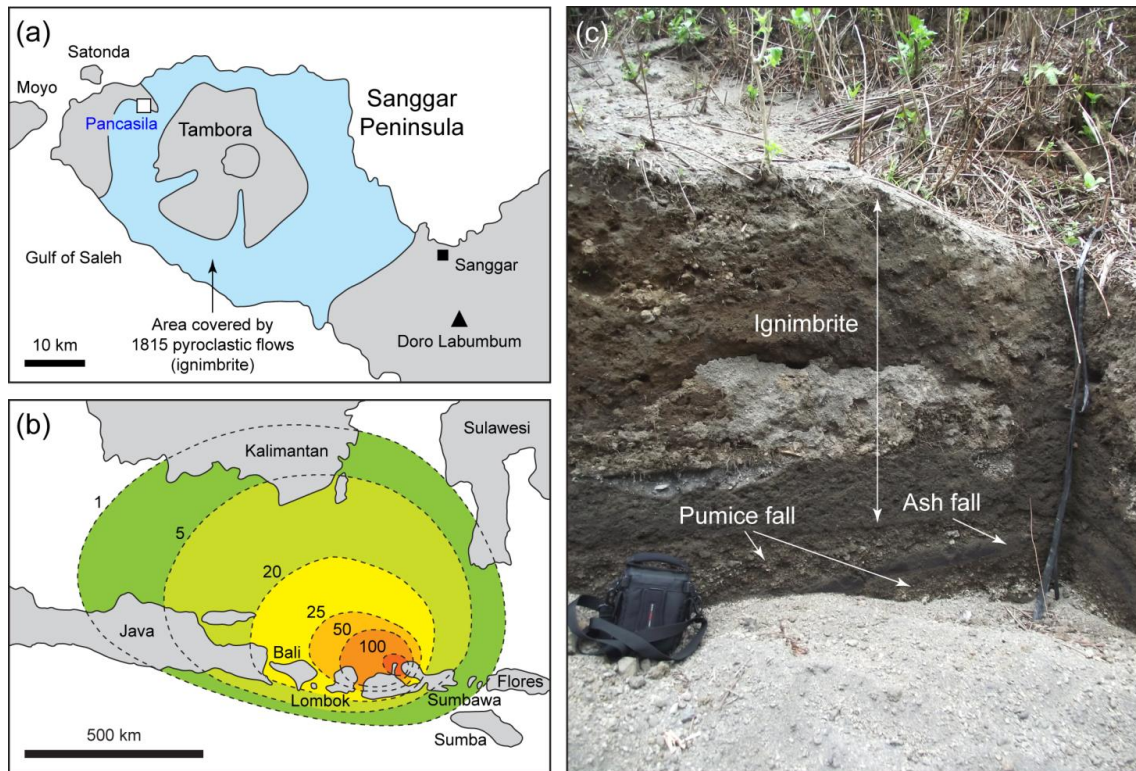 (a)
Satonda
Moyo
Pancasila
Tambora
Sanggar
Peninsula
Gulf of Saleh
Sanggar
Doro Labumbum
Area covered by
1815 pyroclastic flows
(ignimbrite)
10 km
(b)
Kalimantan
Sulawesi
1
5
20
25
50
100
Java
Bali
Lombok
Sumbawa
Flores
Sumba
500 km
(c)
Ignimbrite
Pumice fall
Ash fall